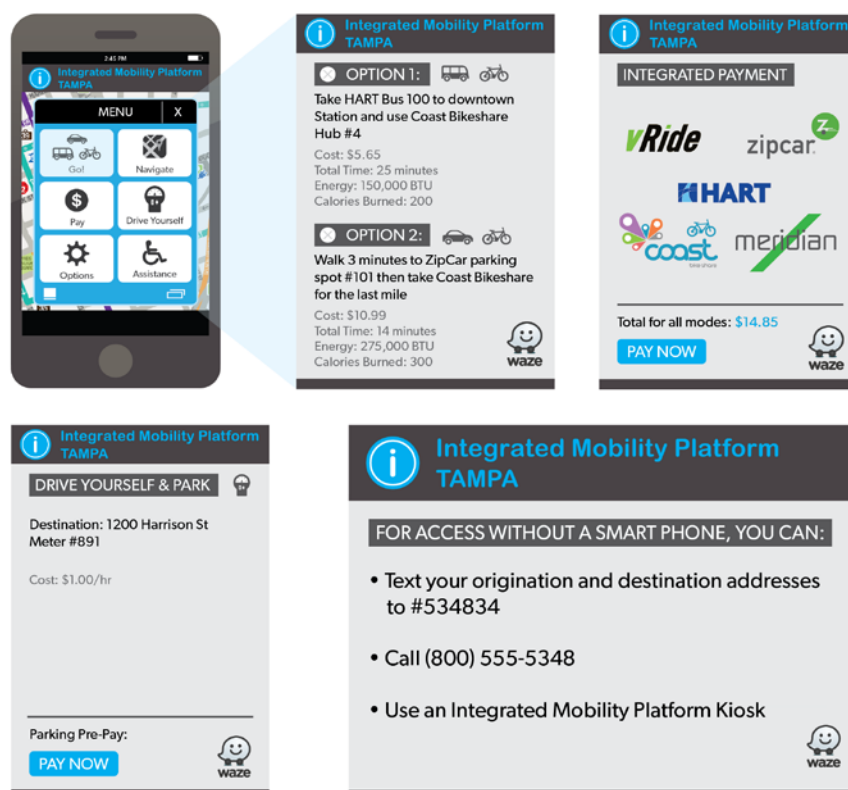 2:45 PM
Integrated Mobility Platform
TAMPA
MENU X
Go!
Navigate
Pay
Drive Yourself
Options
Assistance
Integrated Mobility Platform
TAMPA
OPTION 1:
Take HART Bus 100 to downtown
Station and use Coast Bikeshare
Hub #4
Cost: $5.65
Total Time: 25 minutes
Energy: 150,000 BTU
Calories Burned: 200
OPTION 2:
Walk 3 minutes to ZipCar parking
spot #101 then take Coast Bikeshare
for the last mile
Cost: $10.99
Total Time: 14 minutes
Energy: 275,000 BTU
Calories Burned: 300
waze
Integrated Mobility Platform
TAMPA
INTEGRATED PAYMENT
vRide
zipcar
HART
coast
bike share
meridian
Total for all modes: $14.85
PAY NOW
waze
Integrated Mobility Platform
TAMPA
DRIVE YOURSELF & PARK
Destination: 1200 Harrison St
Meter #891
Cost: $1.00/hr
Parking Pre-Pay:
PAY NOW
waze
Integrated Mobility Platform
TAMPA
FOR ACCESS WITHOUT A SMART PHONE, YOU CAN:
• Text your origination and destination addresses
to #534834
• Call (800) 555-5348
• Use an Integrated Mobility Platform Kiosk
waze